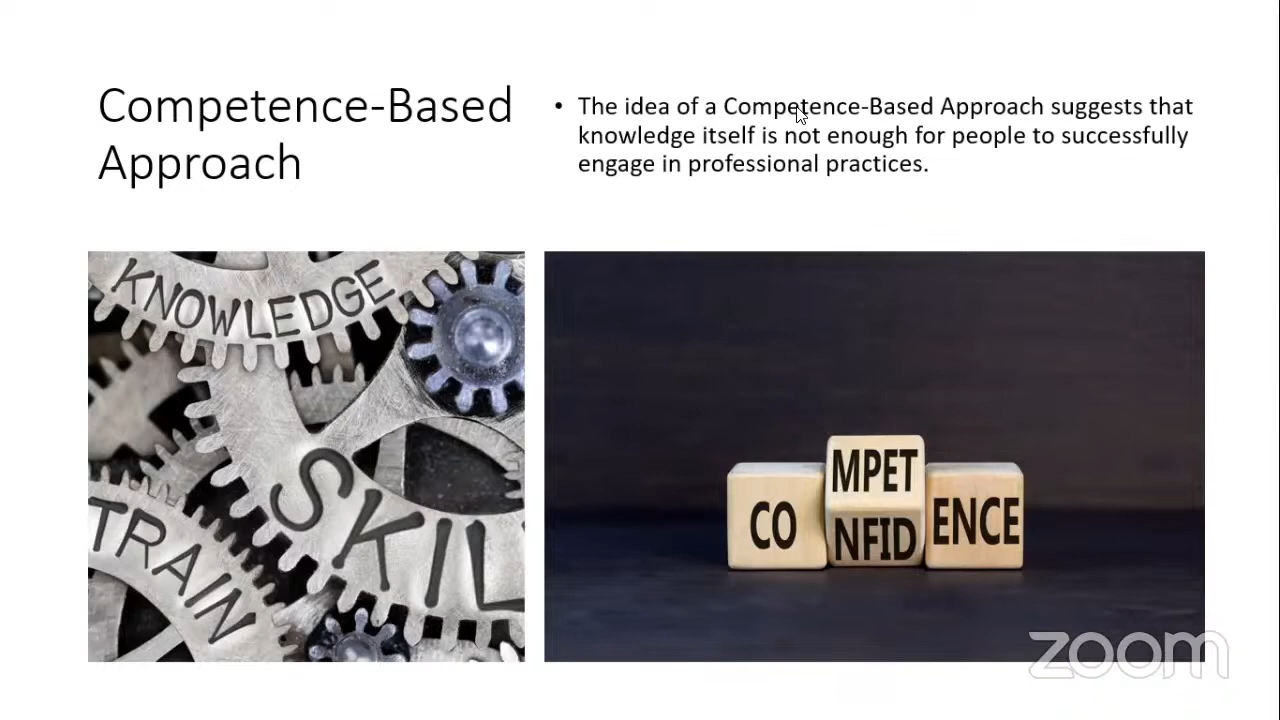 Competence-Based
Approach
• The idea of a Competence-Based Approach suggests that
knowledge itself is not enough for people to successfully
engage in professional practices.
KNOWLEDGE
SKIL
TRAIN
CO
MPET
NFID
ENCE
zoom